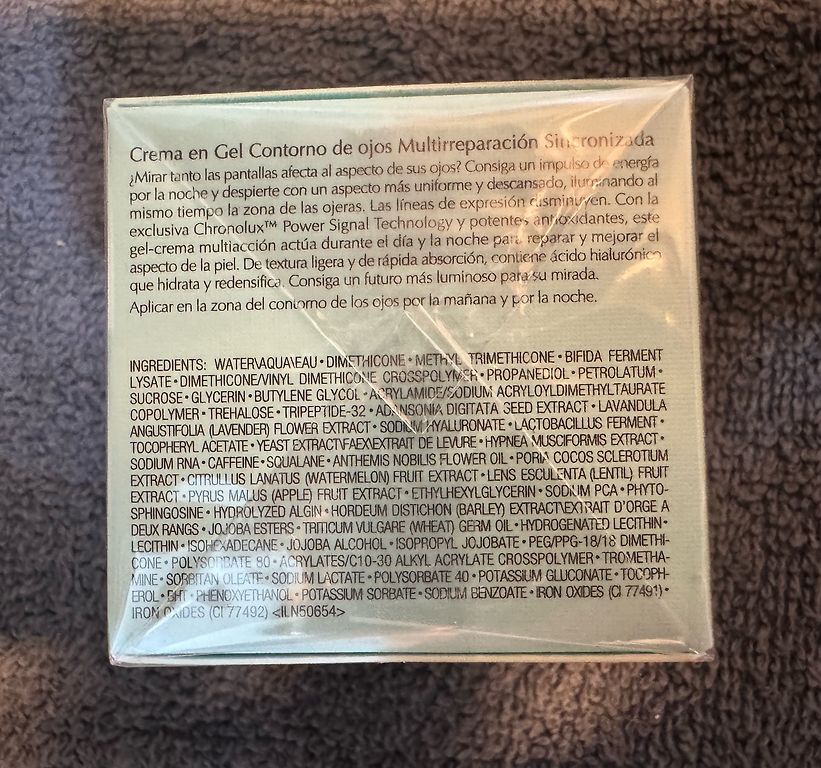 Crema en Gel Contorno de ojos Multirreparación Sincronizada
¿Mirar tanto las pantallas afecta al aspecto de sus ojos? Consiga un impulso de energía
por la noche y despierte con un aspecto más uniforme y descansado, iluminando al
mismo tiempo la zona de las ojeras. Las líneas de expresión disminuyen. Con la
exclusiva Chronolux™ Power Signal Technology y potentes antioxidantes, este
gel-crema multiacción actúa durante el día y la noche para reparar y mejorar el
aspecto de la piel. De textura ligera y de rápida absorción, contiene ácido hialurónico
que hidrata y redensifica. Consiga un futuro más luminoso para su mirada.
Aplicar en la zona del contorno de los ojos por la mañana y por la noche.
INGREDIENTS: WATER\AQUA\EAU • DIMETHICONE • METHYL TRIMETHICONE • BIFIDA FERMENT
LYSATE • DIMETHICONE/VINYL DIMETHICONE CROSSPOLYMER • PROPANEDIOL • PETROLATUM •
SUCROSE • GLYCERIN • BUTYLENE GLYCOL • ACRYLAMIDE/SODIUM ACRYLOYLDIMETHYLTAURATE
COPOLYMER • TREHALOSE • TRIPEPTIDE-32 • ADANSONIA DIGITATA SEED EXTRACT • LAVANDULA
ANGUSTIFOLIA (LAVENDER) FLOWER EXTRACT • SODIUM HYALURONATE • LACTOBACILLUS FERMENT •
TOCOPHERYL ACETATE • YEAST EXTRACT\FAEX\EXTRAIT DE LEVURE • HYPNEA MUSCIFORMIS EXTRACT •
SODIUM RNA • CAFFEINE • SQUALANE • ANTHEMIS NOBILIS FLOWER OIL • PORIA COCOS SCLEROTIUM
EXTRACT • CITRULLUS LANATUS (WATERMELON) FRUIT EXTRACT • LENS ESCULENTA (LENTIL) FRUIT
EXTRACT • PYRUS MALUS (APPLE) FRUIT EXTRACT • ETHYLHEXYLGLYCERIN • SODIUM PCA • PHYTO-
SPHINGOSINE • HYDROLYZED ALGIN • HORDEUM DISTICHON (BARLEY) EXTRACT\EXTRAIT D'ORGE A
DEUX RANGS • JOJOBA ESTERS • TRITICUM VULGARE (WHEAT) GERM OIL • HYDROGENATED LECITHIN •
LECITHIN • ISOHEXADECANE • JOJOBA ALCOHOL • ISOPROPYL JOJOBATE • PEG/PPG-18/18 DIMETHI-
CONE • POLYSORBATE 80 • ACRYLATES/C10-30 ALKYL ACRYLATE CROSSPOLYMER • TROMETHA-
MINE • SORBITAN OLEATE • SODIUM LACTATE • POLYSORBATE 40 • POTASSIUM GLUCONATE • TOCOPH-
EROL • BHT • PHENOXYETHANOL • POTASSIUM SORBATE • SODIUM BENZOATE • IRON OXIDES (CI 77491) •
IRON OXIDES (CI 77492) <ILN50654>